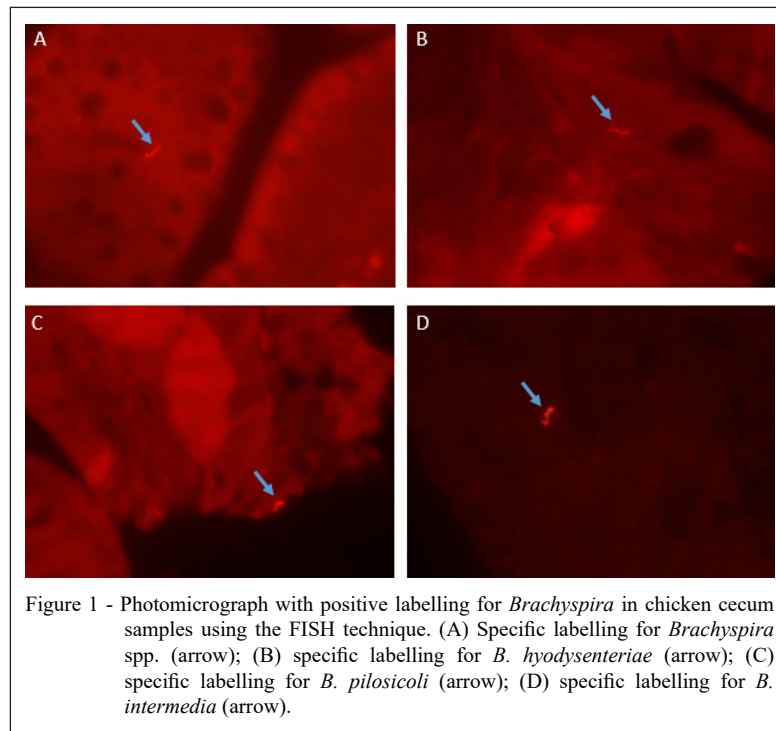 A
B
C
D
Figure 1 - Photomicrograph with positive labelling for Brachyspira in chicken cecum
samples using the FISH technique. (A) Specific labelling for Brachyspira
spp. (arrow); (B) specific labelling for B. hyodysenteriae (arrow); (C)
specific labelling for B. pilosicoli (arrow); (D) specific labelling for B.
intermedia (arrow).